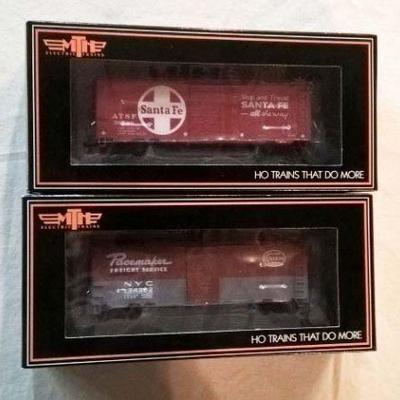 MTH
ELECTRIC TRAINS
Santa Fe
ATSF
Ship and Travel
SANTA FE
all the way
HO TRAINS THAT DO MORE
MTH
ELECTRIC TRAINS
Pacemaker
FREIGHT SERVICE
NYC
HO TRAINS THAT DO MORE